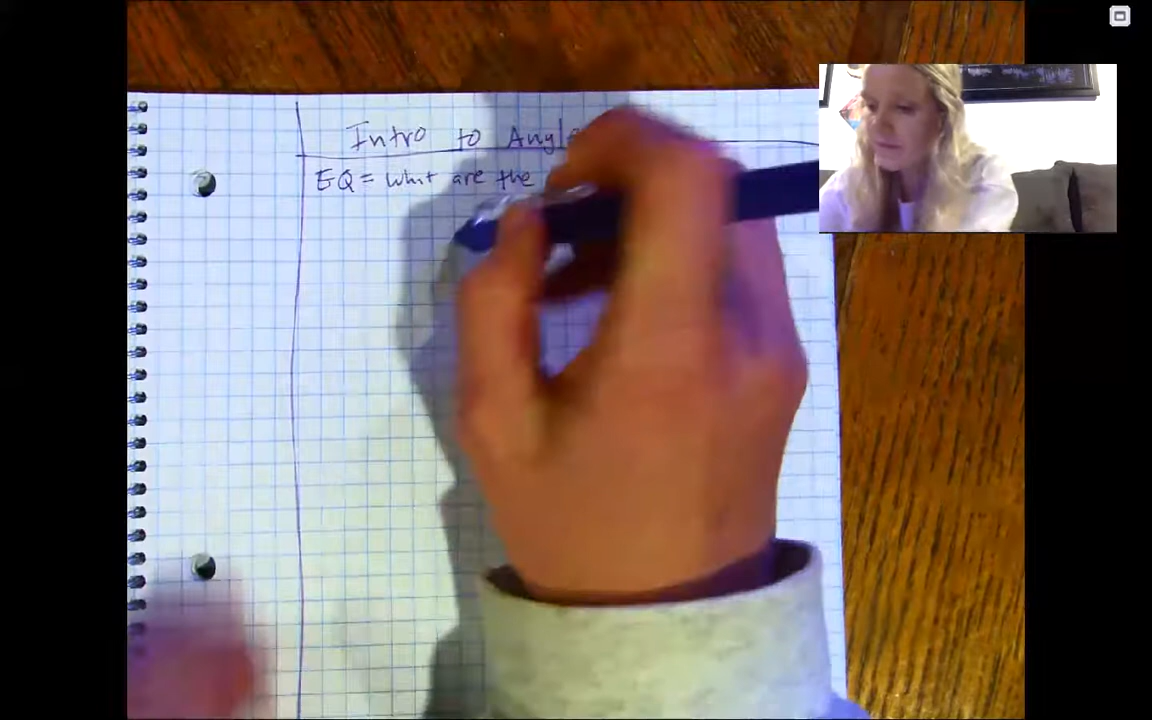 Intro to Angle
EQ = what are the